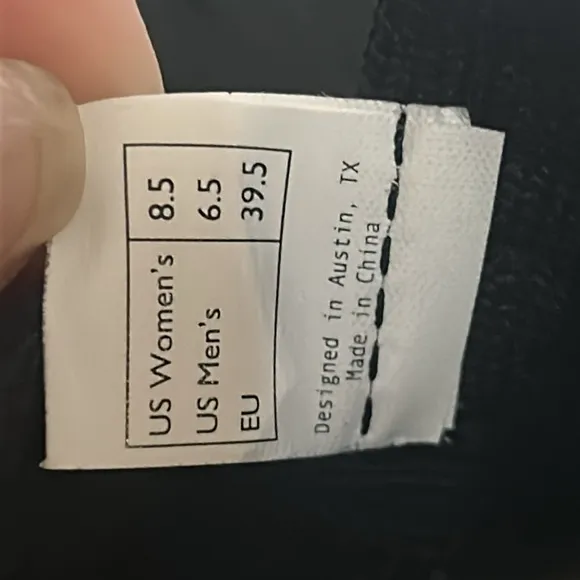 US Women's 8.5
US Men's 6.5
EU 39.5
Designed in Austin, TX
Made in China